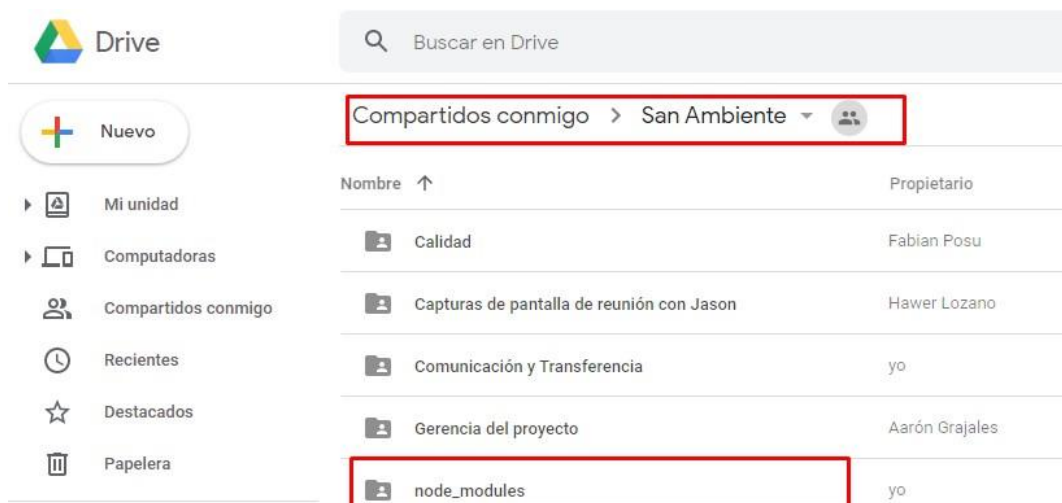 Drive
Buscar en Drive
Nuevo
Mi unidad
Computadoras
Compartidos conmigo
Recientes
Destacados
Papelera
Compartidos conmigo > San Ambiente
Nombre ↑ Propietario
Calidad Fabian Posu
Capturas de pantalla de reunión con Jason Hawer Lozano
Comunicación y Transferencia yo
Gerencia del proyecto Aarón Grajales
node_modules yo